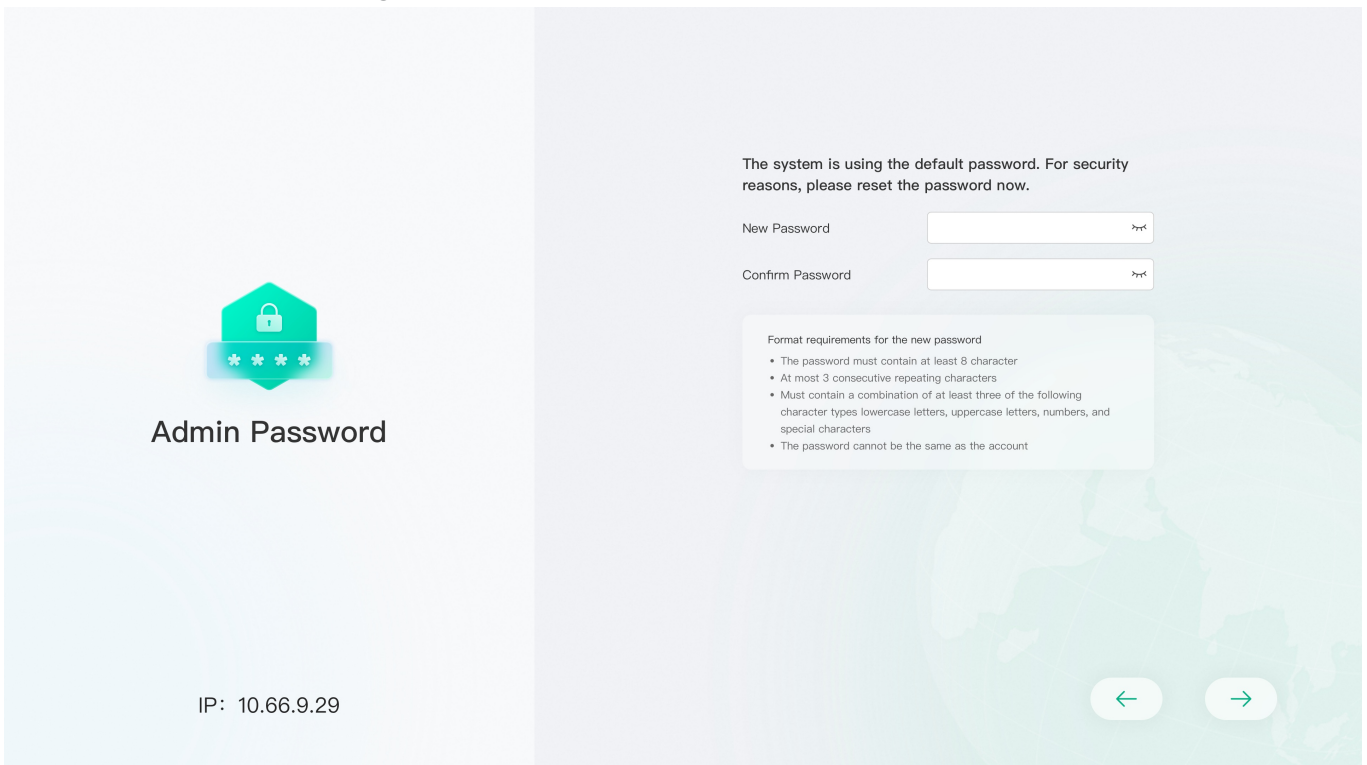 The system is using the default password. For security
reasons, please reset the password now.
New Password
Confirm Password
Format requirements for the new password
• The password must contain at least 8 character
• At most 3 consecutive repeating characters
• Must contain a combination of at least three of the following
character types lowercase letters, uppercase letters, numbers, and
special characters
• The password cannot be the same as the account
* * * *
Admin Password
IP: 10.66.9.29